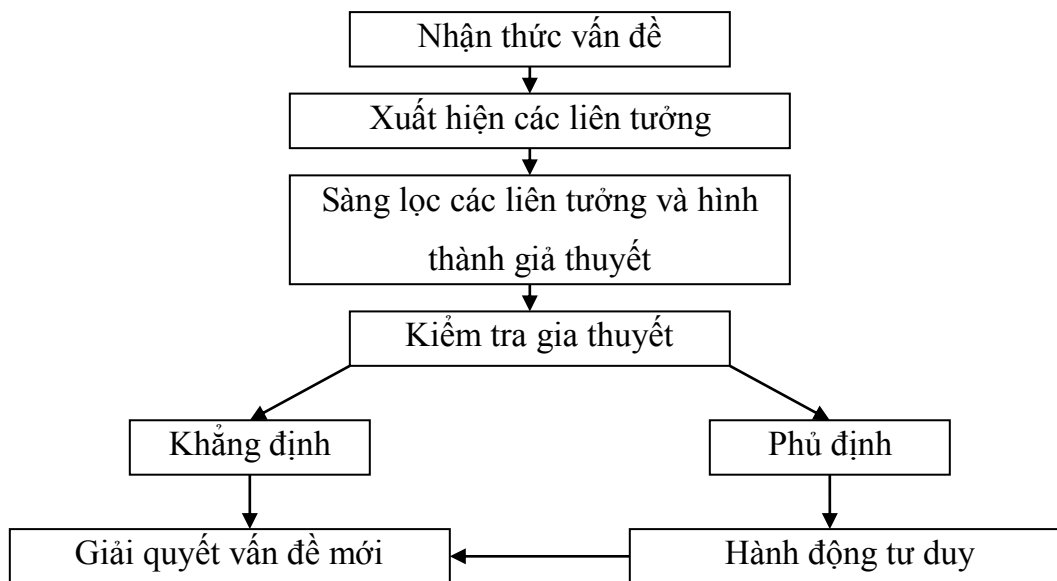 Nhận thức vấn đề
Xuất hiện các liên tưởng
Sàng lọc các liên tưởng và hình
thành giả thuyết
Kiểm tra gia thuyết
Khẳng định
Phủ định
Giải quyết vấn đề mới
Hành động tư duy